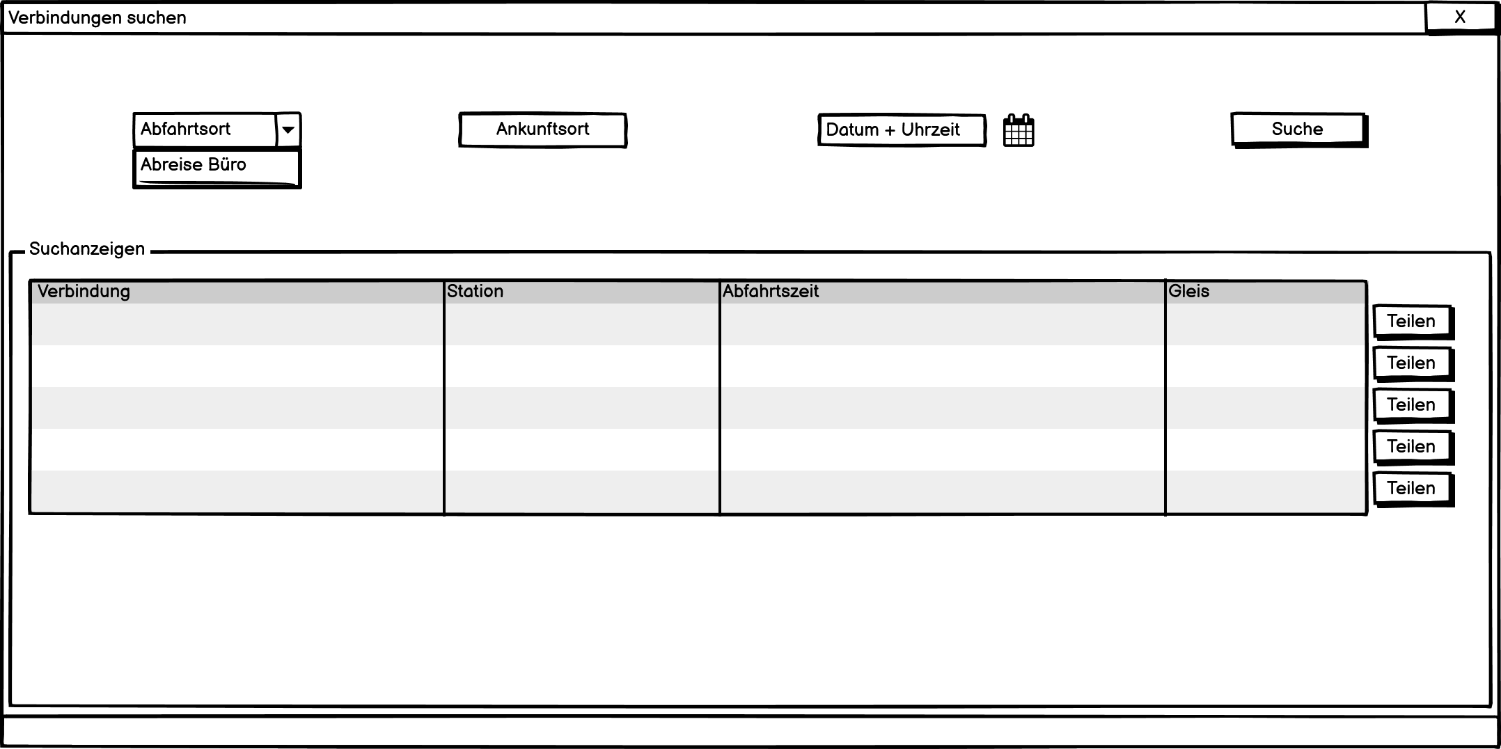 Verbindungen suchen
X
Abfahrtsort
Ankunftsort
Datum + Uhrzeit
Suche
Abreise Büro
Suchanzeigen
Verbindung
Station
Abfahrtszeit
Gleis
Teilen
Teilen
Teilen
Teilen
Teilen